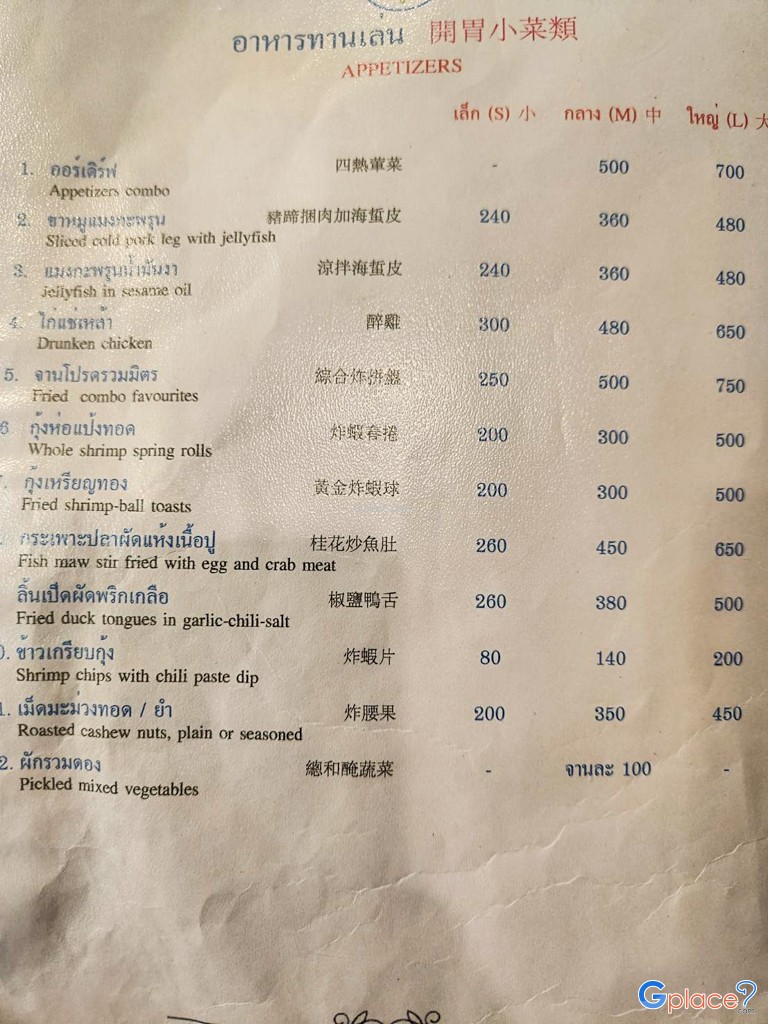 อาหารทานเล่น 開胃小菜類
APPETIZERS
เล็ก (S) 小 กลาง (M) 中 ใหญ่ (L) 大
1. ออร์เดิร์ฟ 四熱葷菜 - 500 700
Appetizers combo
2. ขาหมูแมงกะพรุน 豬蹄捆肉加海蜇皮 240 360 480
Sliced cold pork leg with jellyfish
3. แมงกะพรุนน้ำมันงา 涼拌海蜇皮 240 360 480
Jellyfish in sesame oil
4. ไก่แช่เหล้า 醉雞 300 480 650
Drunken chicken
5. จานโปรดรวมมิตร 綜合炸拼盤 250 500 750
Fried combo favourites
6 กุ้งห่อแป้งทอด 炸蝦春捲 200 300 500
Whole shrimp spring rolls
. กุ้งเหรียญทอง 黃金炸蝦球 200 300 500
Fried shrimp-ball toasts
กระเพาะปลาผัดแห้งเนื้อปู 桂花炒魚肚 260 450 650
Fish maw stir fried with egg and crab meat
ลิ้นเป็ดผัดพริกเกลือ 椒鹽鴨舌 260 380 500
Fried duck tongues in garlic-chili-salt
0. ข้าวเกรียบกุ้ง 炸蝦片 80 140 200
Shrimp chips with chili paste dip
1. เม็ดมะม่วงทอด / ยำ 炸腰果 200 350 450
Roasted cashew nuts, plain or seasoned
2. ผักรวมดอง 總和醃蔬菜 - จานละ 100 -
Pickled mixed vegetables
Gplace?.com